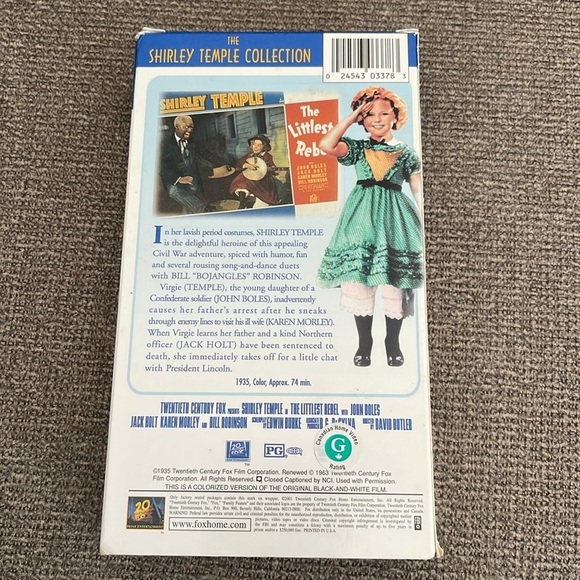 THE
SHIRLEY TEMPLE COLLECTION
0 24543 03378 3
SHIRLEY TEMPLE
The
Littlest
Rebel
JOHN BOLES
JACK HOLT
KAREN MORLEY
BILL ROBINSON
In her lavish period costumes, SHIRLEY TEMPLE
is the delightful heroine of this appealing
Civil War adventure, spiced with humor, fun
and several rousing song-and-dance duets
with BILL "BOJANGLES" ROBINSON.
Virgie (TEMPLE), the young daughter of a
Confederate soldier (JOHN BOLES), inadvertently
causes her father's arrest after he sneaks
through enemy lines to visit his ill wife (KAREN MORLEY).
When Virgie learns her father and a kind Northern
officer (JACK HOLT) have been sentenced to
death, she immediately takes off for a little chat
with President Lincoln.
1935, Color, Approx. 74 min.
TWENTIETH CENTURY FOX PRESENTS SHIRLEY TEMPLE IN THE LITTLEST REBEL WITH JOHN BOLES
JACK HOLT KAREN MORLEY AND BILL ROBINSON SCREENPLAY BY EDWIN BURKE DAVID BUTLER
PG
Canadian Home Video
G
Rating
©1935 Twentieth Century Fox Film Corporation. Renewed © 1963 Twentieth Century Fox Film
Corporation. All Rights Reserved. Closed Captioned by NCI. Used with Permission.
THIS IS A COLORIZED VERSION OF THE ORIGINAL BLACK-AND-WHITE FILM.
www.foxhome.com
PRINTED IN U.S.A.